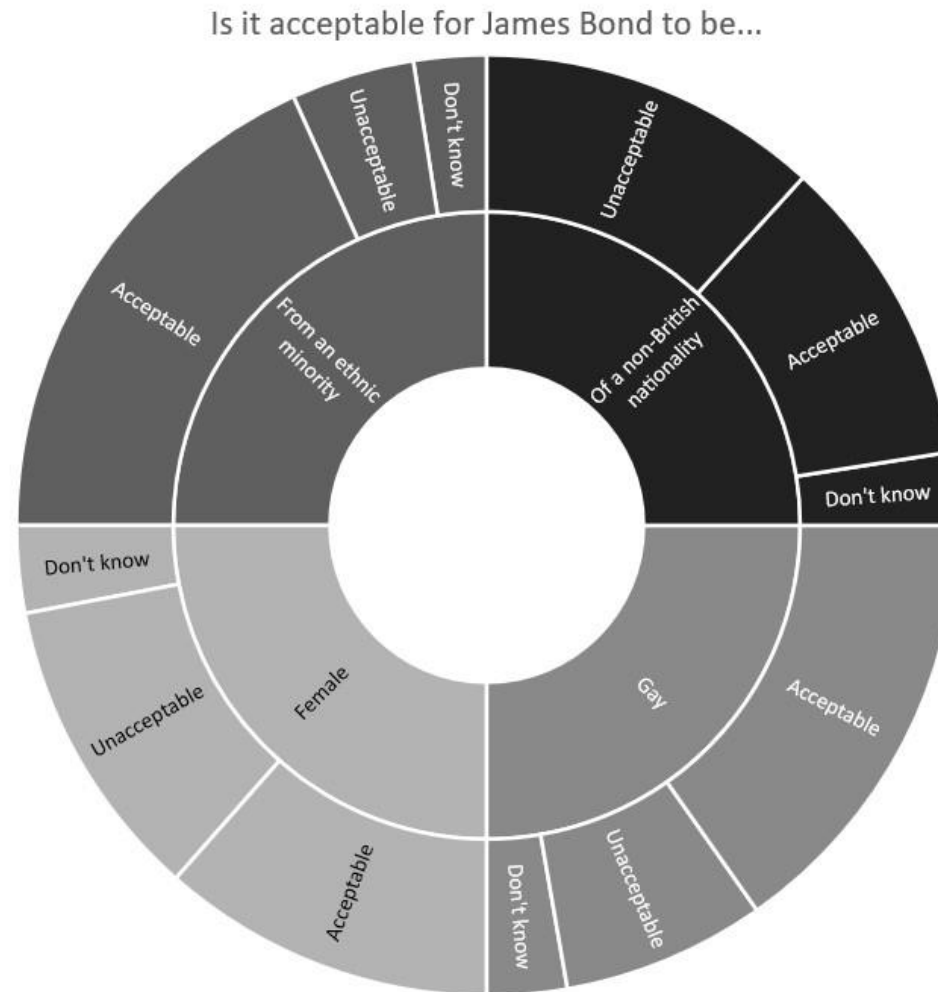 Is it acceptable for James Bond to be...
Unacceptable
Don't know
Unacceptable
Acceptable
From an ethnic
minority
Of a non-British
nationality
Acceptable
Don't know
Don't know
Unacceptable
Female
Acceptable
Gay
Acceptable
Unacceptable
Don't know